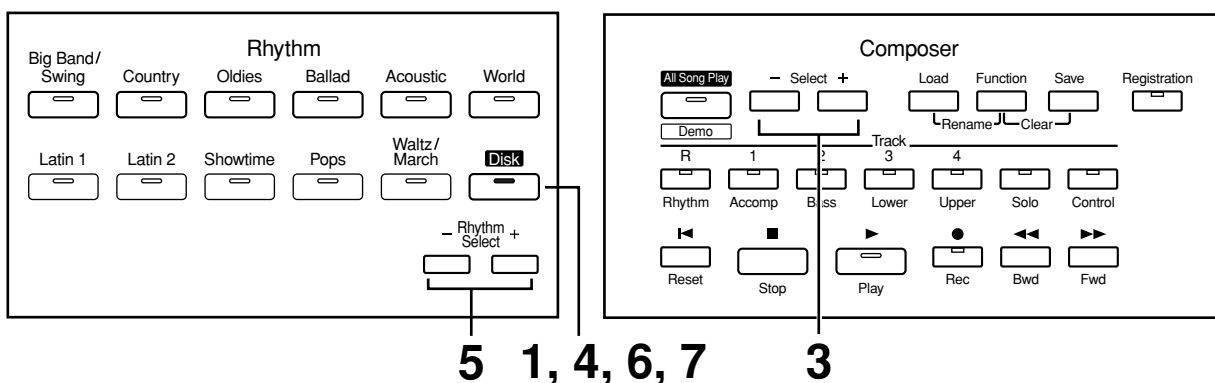 Rhythm
Big Band/
Swing Country Oldies Ballad Acoustic World
Latin 1 Latin 2 Showtime Pops Waltz/
March Disk
− Rhythm +
Select
Composer
All Song Play − Select + Load Function Save Registration
Demo Rename Clear
Track
R 1 2 3 4
Rhythm Accomp Bass Lower Upper Solo Control
Reset Stop Play Rec Bwd Fwd
5 1, 4, 6, 7 3